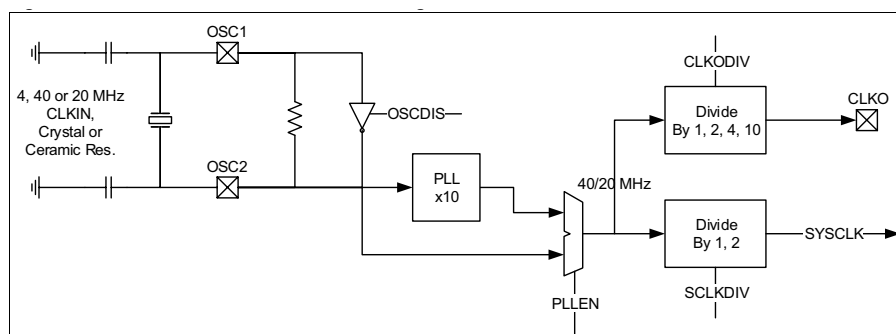 OSC1
4, 40 or 20 MHz
CLKIN,
Crystal or
Ceramic Res.
OSC2
OSCDIS
PLL
x10
40/20 MHz
PLLEN
CLKODIV
Divide
By 1, 2, 4, 10
CLKO
Divide
By 1, 2
SYSCLK
SCLKDIV